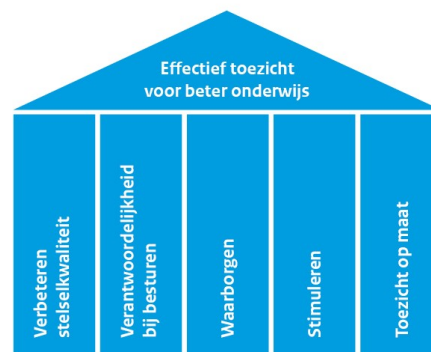 Effectief toezicht
voor beter onderwijs
Verbeteren
stelselkwaliteit
Verantwoordelijkheid
bij besturen
Waarborgen
Stimuleren
Toezicht op maat